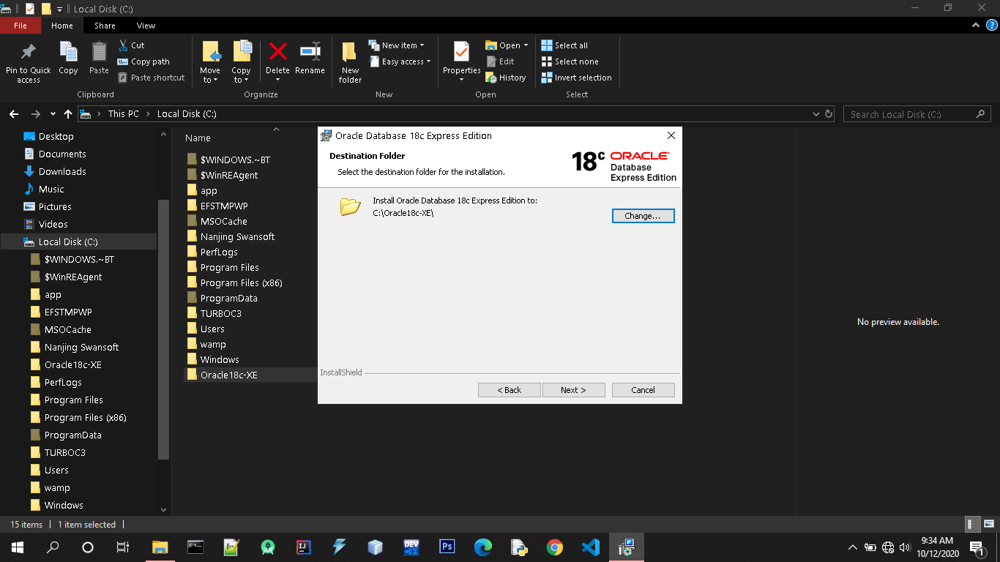 Local Disk (C:)
File Home Share View
Pin to Quick access
Copy
Paste
Cut
Copy path
Paste shortcut
Clipboard
Move to
Copy to
Delete
Rename
Organize
New folder
New item
Easy access
New
Properties
Open
Edit
History
Open
Select all
Select none
Invert selection
Select
This PC > Local Disk (C:)
Search Local Disk (C:)
Desktop
Documents
Downloads
Music
Pictures
Videos
Local Disk (C:)
$WINDOWS.~BT
$WinREAgent
app
EFSTMPWP
MSOCache
Nanjing Swansoft
Oracle18c-XE
PerfLogs
Program Files
Program Files (x86)
ProgramData
TURBOC3
Users
wamp
Windows
Name
$WINDOWS.~BT
$WinREAgent
app
EFSTMPWP
MSOCache
Nanjing Swansoft
PerfLogs
Program Files
Program Files (x86)
ProgramData
TURBOC3
Users
wamp
Windows
Oracle18c-XE
Oracle Database 18c Express Edition
Destination Folder
Select the destination folder for the installation.
18c ORACLE
Database
Express Edition
Install Oracle Database 18c Express Edition to:
C:\Oracle18c-XE\
Change...
InstallShield
< Back
Next >
Cancel
No preview available.
15 items
1 item selected
DEV
Ps
9:34 AM
10/12/2020
1